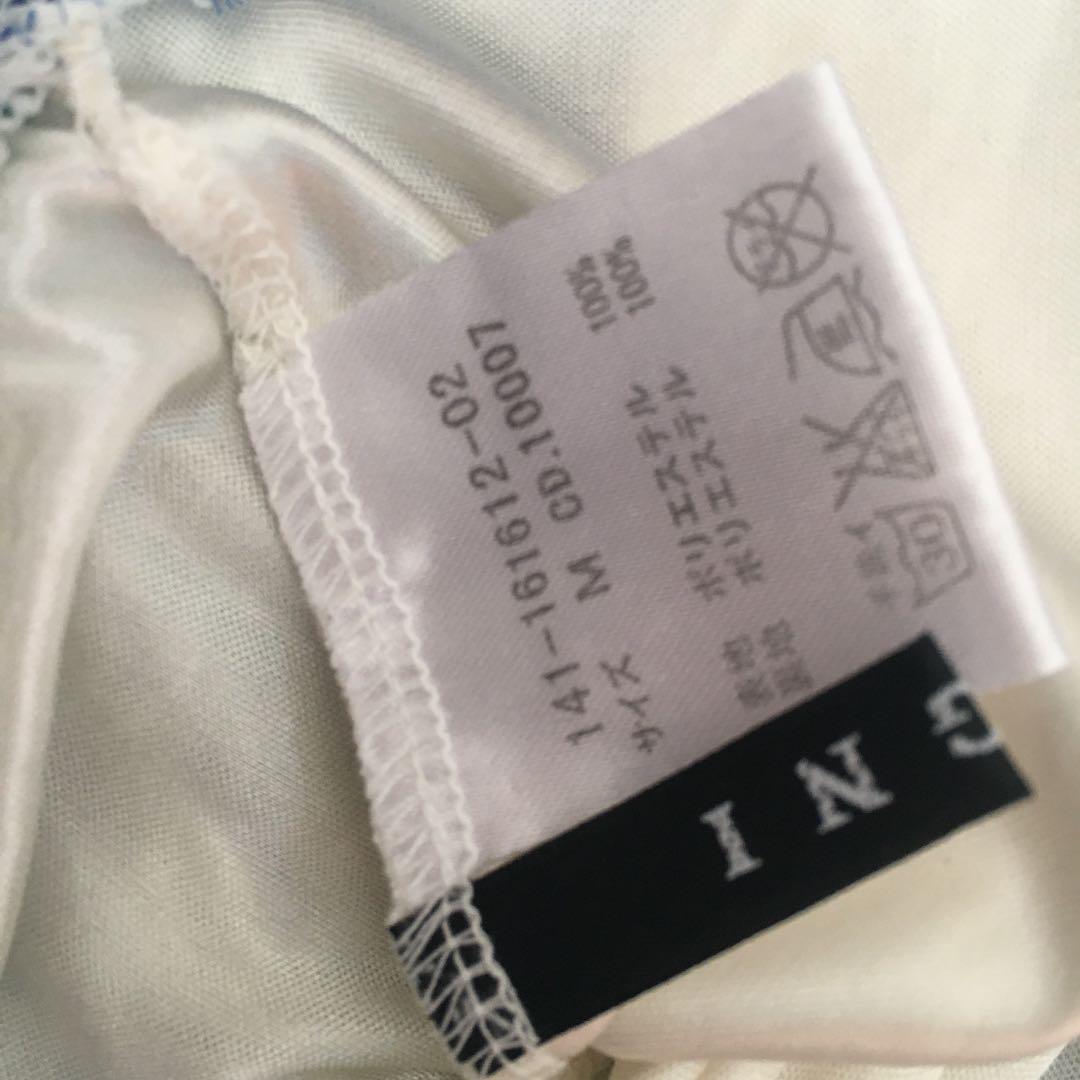 141-161612-02
サイズ M CD.10007
表地 ポリエステル 100%
裏地 ポリエステル 100%
30
I N G